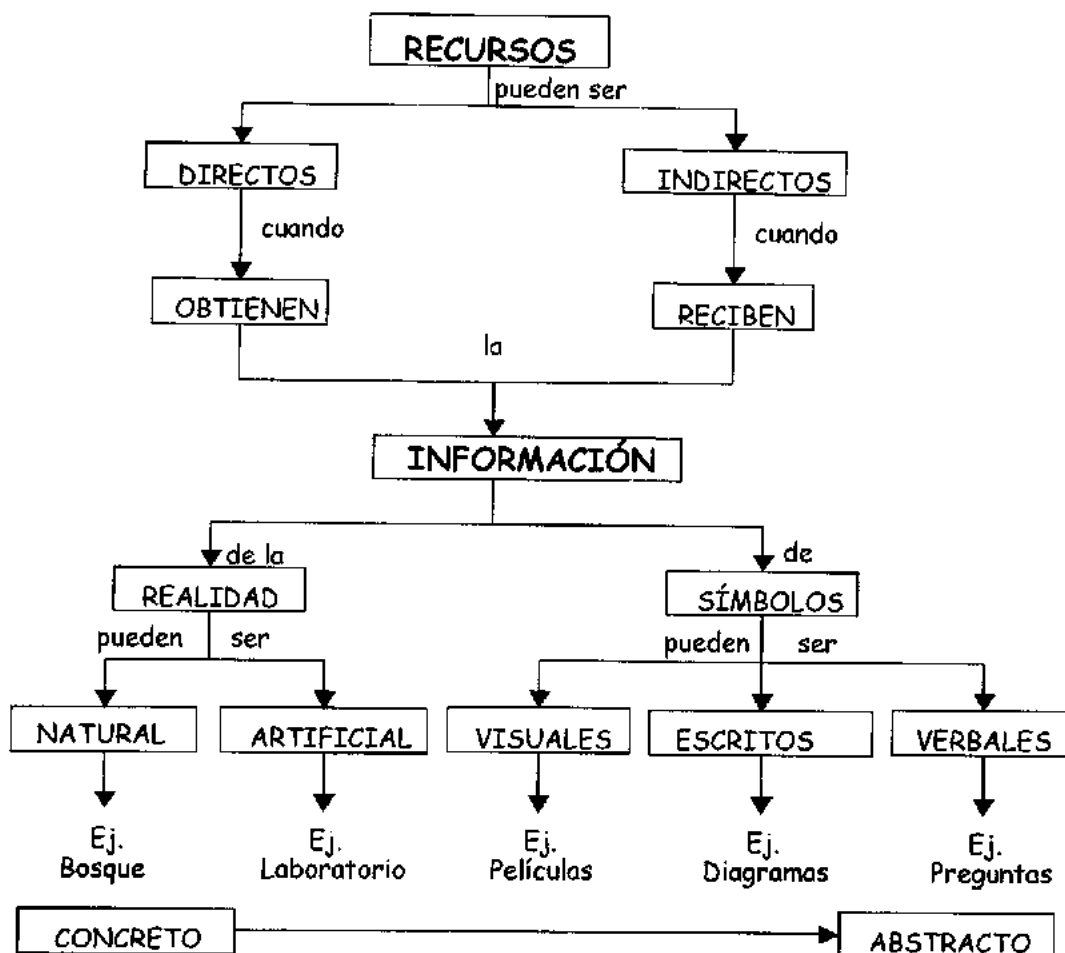 RECURSOS
pueden ser
DIRECTOS
INDIRECTOS
cuando
cuando
OBTIENEN
RECIBEN
la
INFORMACIÓN
de la
de
REALIDAD
SÍMBOLOS
pueden ser
pueden ser
NATURAL
ARTIFICIAL
VISUALES
ESCRITOS
VERBALES
Ej.
Bosque
Ej.
Laboratorio
Ej.
Películas
Ej.
Diagramas
Ej.
Preguntas
CONCRETO
ABSTRACTO